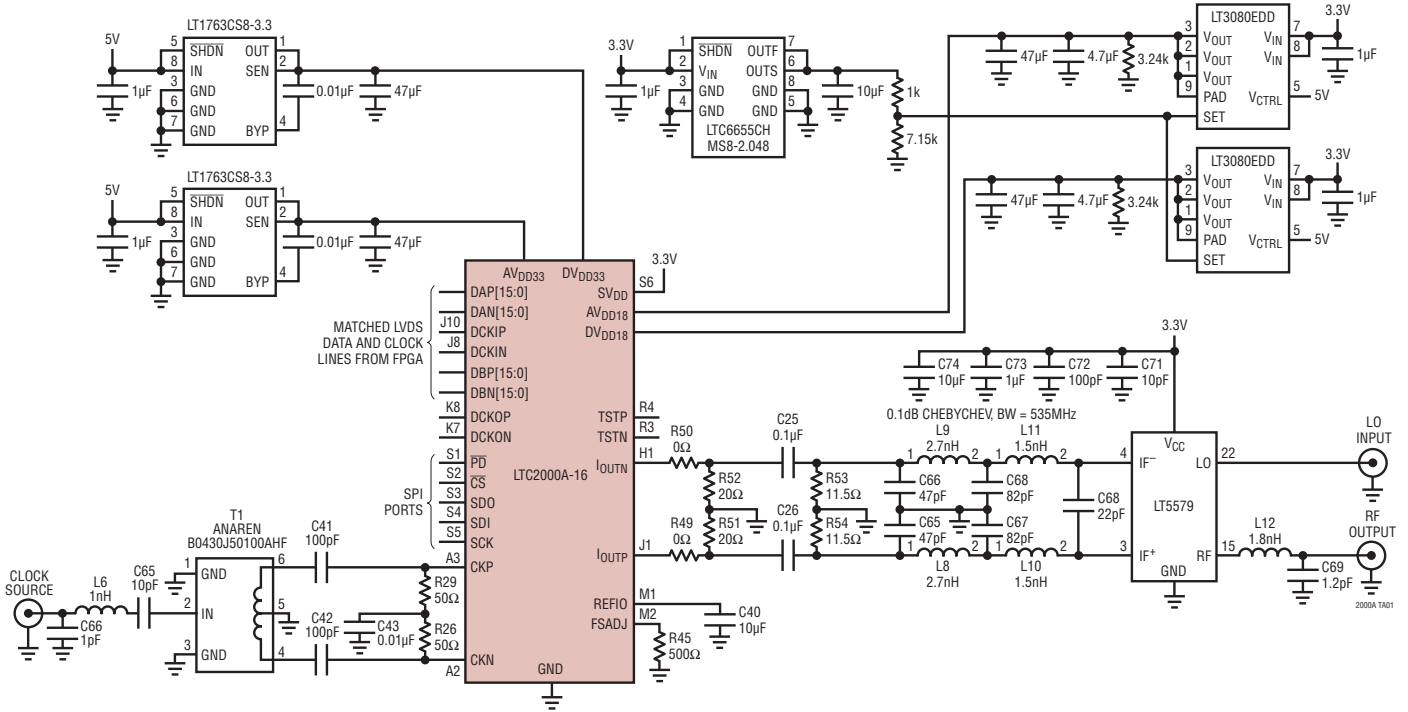 LT1763CS8-3.3
5V
5
SHDN
OUT
1
8
IN
SEN
2
3
GND
6
GND
7
GND
BYP
4
1µF
0.01µF
47µF
LT1763CS8-3.3
5V
5
SHDN
OUT
1
8
IN
SEN
2
3
GND
6
GND
7
GND
BYP
4
1µF
0.01µF
47µF
3.3V
1µF
1
SHDN
OUTF
7
2
VIN
OUTS
6
3
GND
GND
8
4
GND
GND
5
LTC6655CH
MS8-2.048
10µF
1k
7.15k
47µF
4.7µF
3.24k
LT3080EDD
3
VOUT
VIN
7
2
VOUT
VIN
8
1
VOUT
9
PAD
VCTRL
5
5V
SET
3.3V
1µF
47µF
4.7µF
3.24k
LT3080EDD
3
VOUT
VIN
7
2
VOUT
VIN
8
1
VOUT
9
PAD
VCTRL
5
5V
SET
3.3V
1µF
AVDD33
DVDD33
SVDD
S6
3.3V
AVDD18
DVDD18
MATCHED LVDS
DATA AND CLOCK
LINES FROM FPGA
DAP[15:0]
DAN[15:0]
J10
DCKIP
J8
DCKIN
DBP[15:0]
DBN[15:0]
K8
DCKOP
K7
DCKON
TSTP
R4
TSTN
R3
SPI
PORTS
S1
PD
S2
CS
S3
SDO
S4
SDI
S5
SCK
LTC2000A-16
IOUTN
H1
IOUTP
J1
A3
CKP
A2
CKN
GND
REFIO
M1
FSADJ
M2
C40
10µF
R45
500Ω
CLOCK
SOURCE
C66
1pF
L6
1nH
C65
10pF
T1
ANAREN
B0430J50100AHF
1
GND
2
IN
3
GND
6
5
4
C41
100pF
C42
100pF
C43
0.01µF
R29
50Ω
R26
50Ω
R50
0Ω
R49
0Ω
R52
20Ω
R51
20Ω
C25
0.1µF
C26
0.1µF
R53
11.5Ω
R54
11.5Ω
0.1dB CHEBYCHEV, BW = 535MHz
1
L9
2.7nH
2
1
L11
1.5nH
2
C66
47pF
C65
47pF
C68
82pF
C67
82pF
1
L8
2.7nH
2
1
L10
1.5nH
2
C68
22pF
C74
10µF
C73
1µF
C72
100pF
C71
10pF
3.3V
VCC
4
IF−
LO
22
LT5579
3
IF+
RF
15
GND
LO
INPUT
L12
1.8nH
RF
OUTPUT
C69
1.2pF
2000A TA01